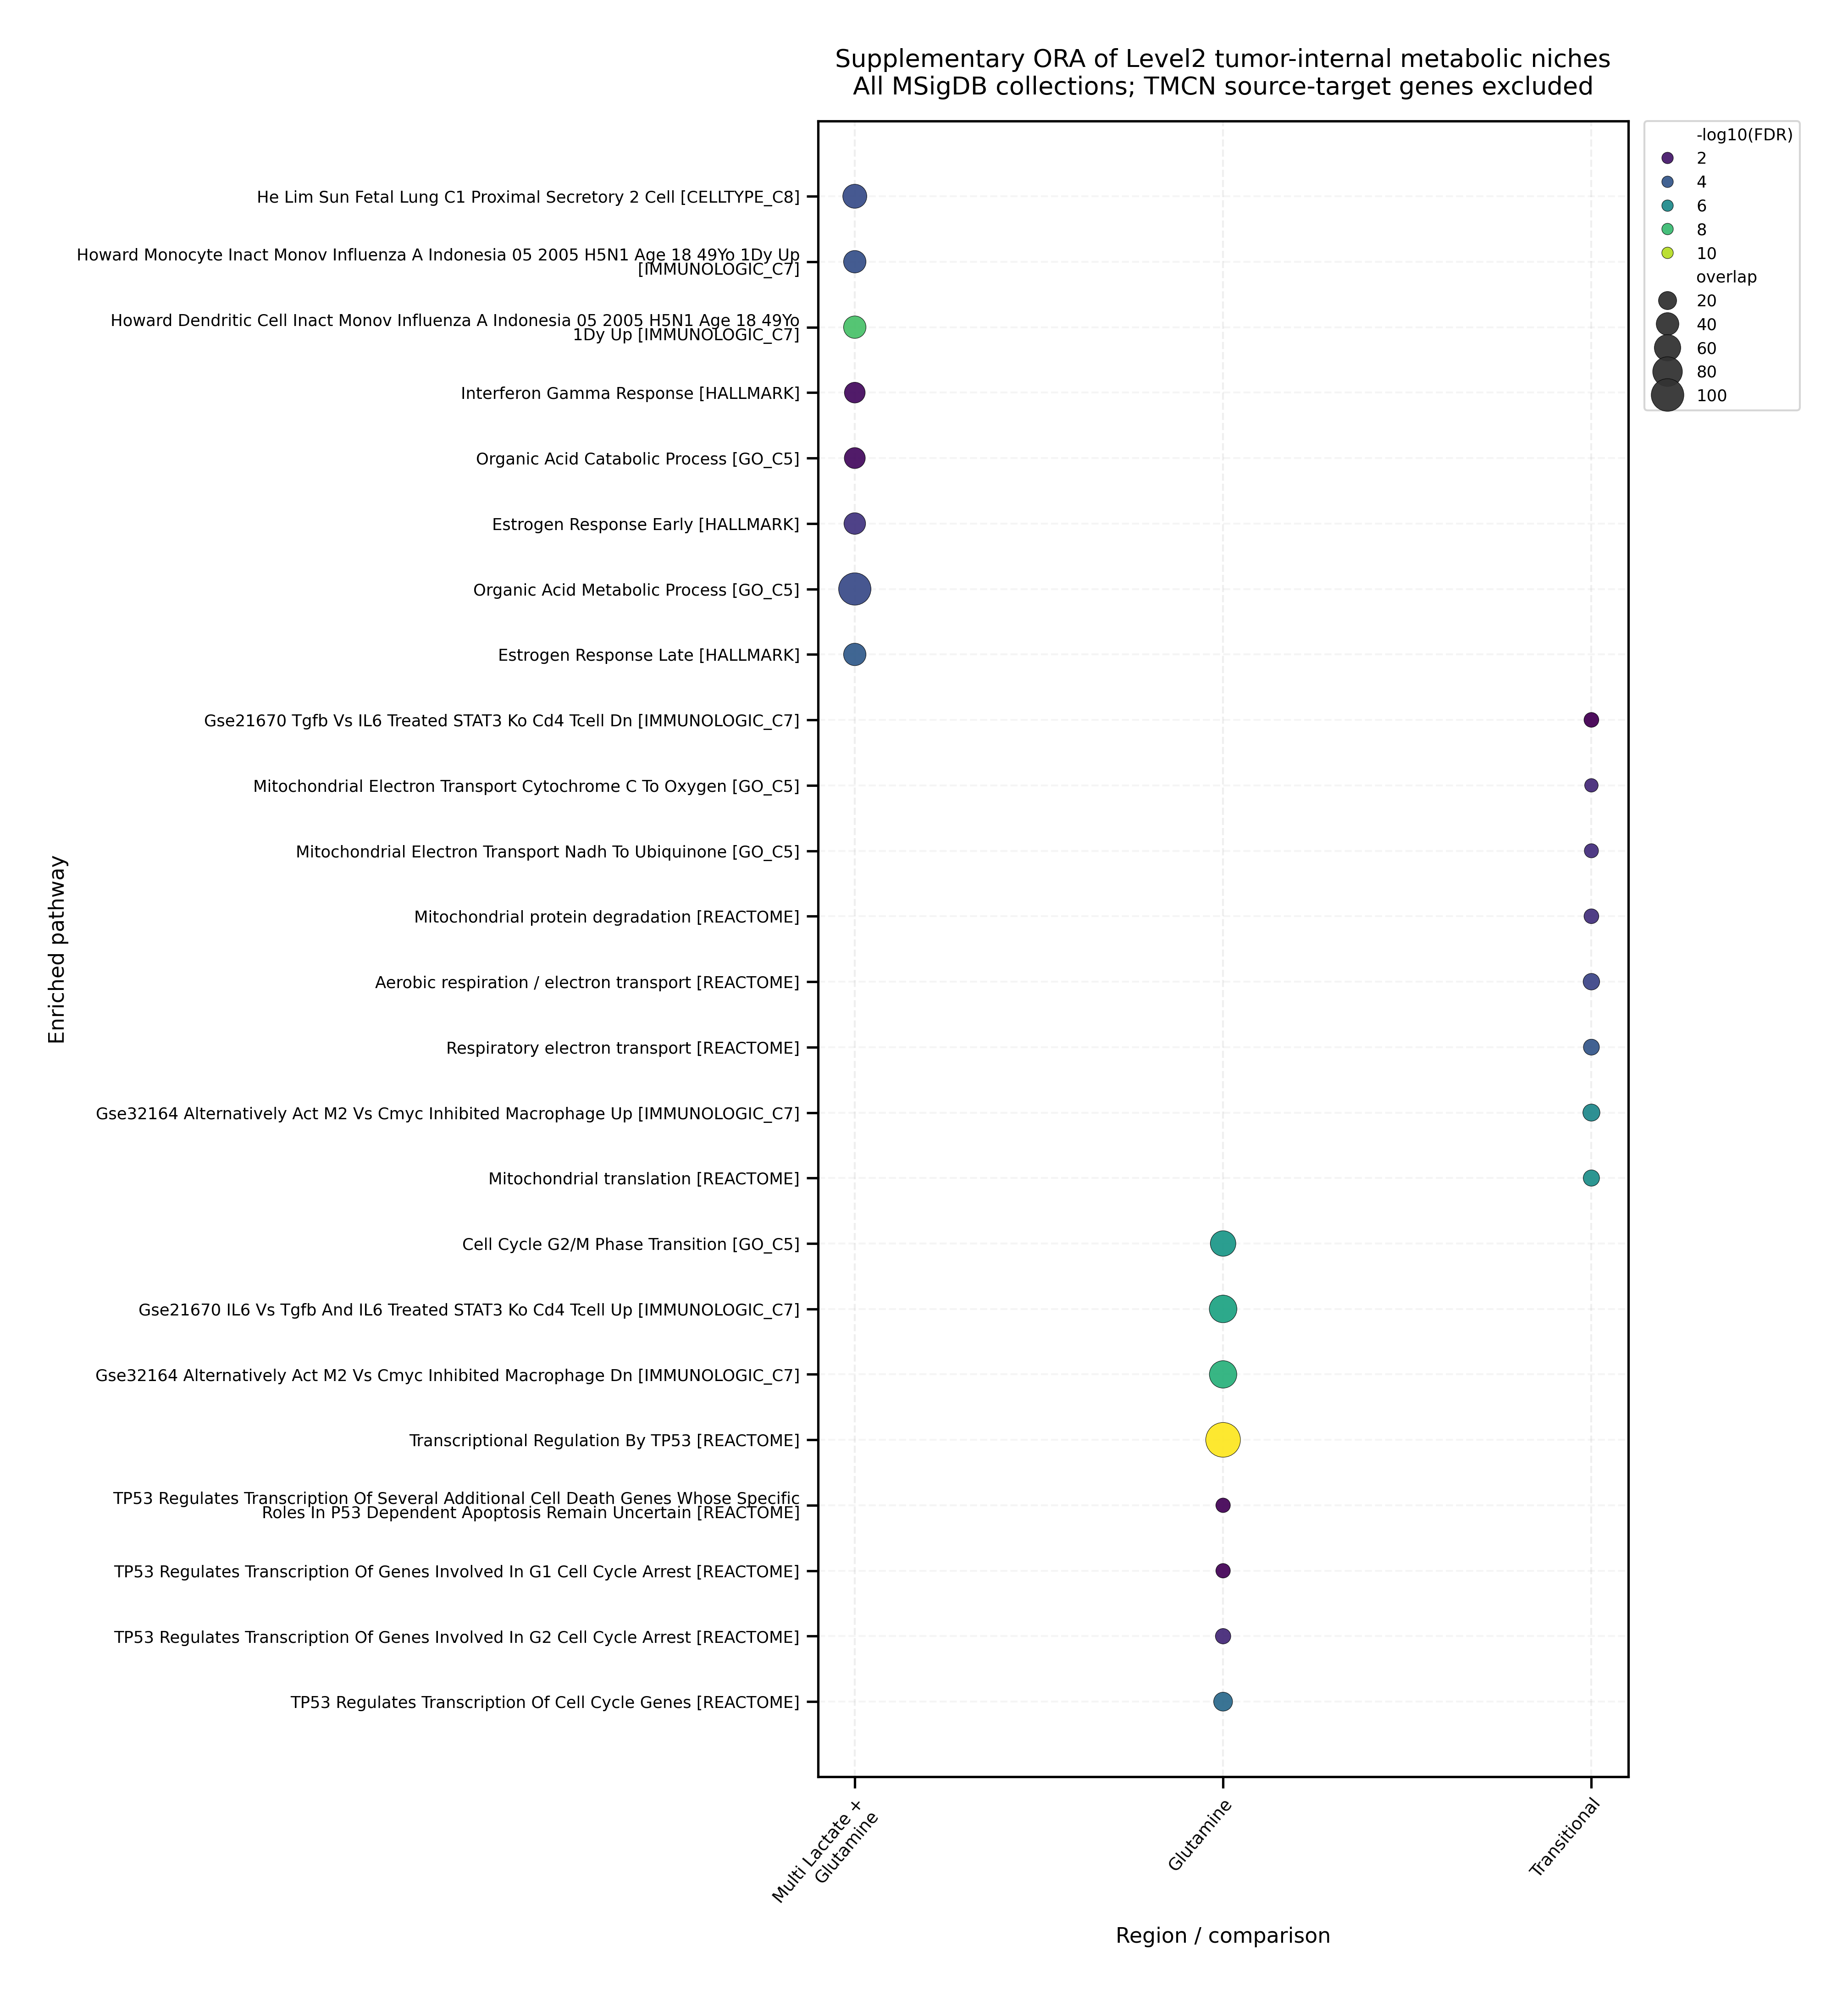 Supplementary ORA of Level2 tumor-internal metabolic niches
All MSigDB collections; TMCN source-target genes excluded
-log10(FDR)
2
4
6
8
10
overlap
20
40
60
80
100
Enriched pathway
He Lim Sun Fetal Lung C1 Proximal Secretory 2 Cell [CELLTYPE_C8]
Howard Monocyte Inact Monov Influenza A Indonesia 05 2005 H5N1 Age 18 49Yo 1Dy Up
[IMMUNOLOGIC_C7]
Howard Dendritic Cell Inact Monov Influenza A Indonesia 05 2005 H5N1 Age 18 49Yo
1Dy Up [IMMUNOLOGIC_C7]
Interferon Gamma Response [HALLMARK]
Organic Acid Catabolic Process [GO_C5]
Estrogen Response Early [HALLMARK]
Organic Acid Metabolic Process [GO_C5]
Estrogen Response Late [HALLMARK]
Gse21670 Tgfb Vs IL6 Treated STAT3 Ko Cd4 Tcell Dn [IMMUNOLOGIC_C7]
Mitochondrial Electron Transport Cytochrome C To Oxygen [GO_C5]
Mitochondrial Electron Transport Nadh To Ubiquinone [GO_C5]
Mitochondrial protein degradation [REACTOME]
Aerobic respiration / electron transport [REACTOME]
Respiratory electron transport [REACTOME]
Gse32164 Alternatively Act M2 Vs Cmyc Inhibited Macrophage Up [IMMUNOLOGIC_C7]
Mitochondrial translation [REACTOME]
Cell Cycle G2/M Phase Transition [GO_C5]
Gse21670 IL6 Vs Tgfb And IL6 Treated STAT3 Ko Cd4 Tcell Up [IMMUNOLOGIC_C7]
Gse32164 Alternatively Act M2 Vs Cmyc Inhibited Macrophage Dn [IMMUNOLOGIC_C7]
Transcriptional Regulation By TP53 [REACTOME]
TP53 Regulates Transcription Of Several Additional Cell Death Genes Whose Specific
Roles In P53 Dependent Apoptosis Remain Uncertain [REACTOME]
TP53 Regulates Transcription Of Genes Involved In G1 Cell Cycle Arrest [REACTOME]
TP53 Regulates Transcription Of Genes Involved In G2 Cell Cycle Arrest [REACTOME]
TP53 Regulates Transcription Of Cell Cycle Genes [REACTOME]
Multi Lactate +
Glutamine
Glutamine
Transitional
Region / comparison